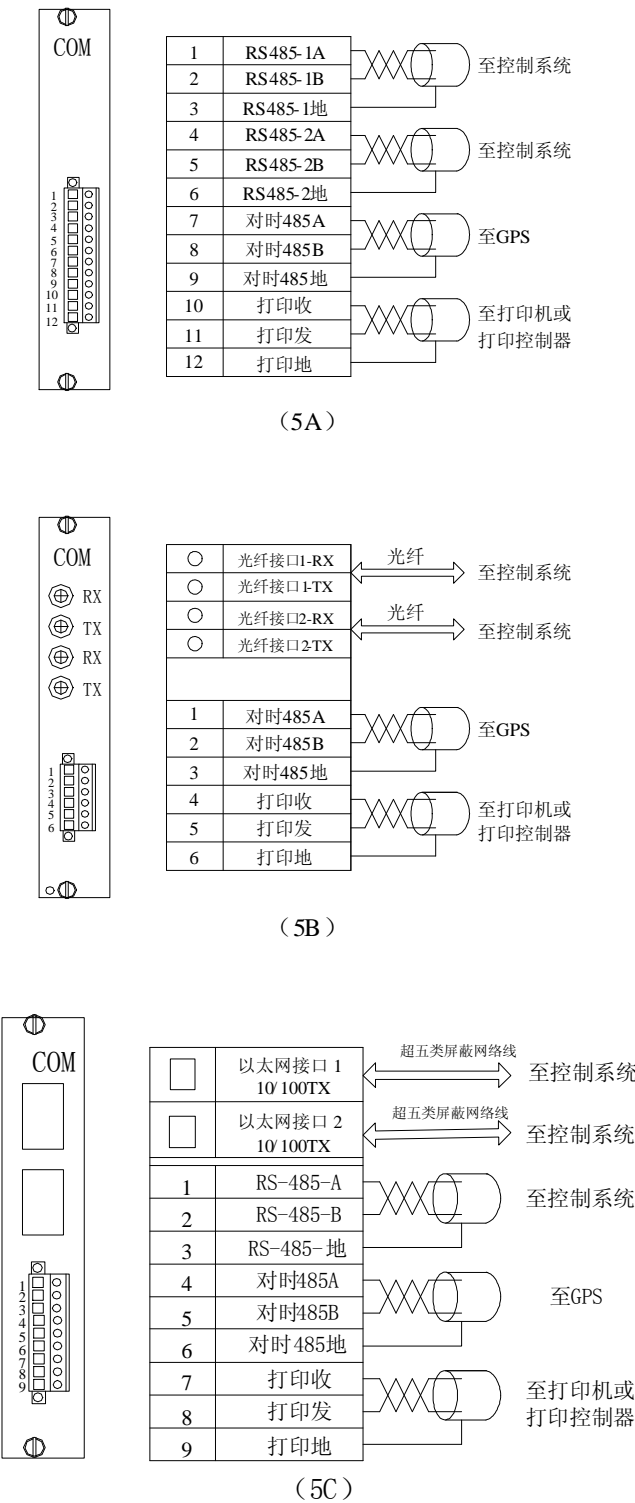 COM
1
2
3
4
5
6
7
8
9
10
11
12
1 RS485-1A
2 RS485-1B
3 RS485-1地
4 RS485-2A
5 RS485-2B
6 RS485-2地
7 对时485A
8 对时485B
9 对时485地
10 打印收
11 打印发
12 打印地
至控制系统
至控制系统
至GPS
至打印机或
打印控制器
（5A）
COM
RX
TX
RX
TX
1
2
3
4
5
6
光纤接口1-RX
光纤接口1-TX
光纤接口2-RX
光纤接口2-TX
1 对时485A
2 对时485B
3 对时485地
4 打印收
5 打印发
6 打印地
光纤
至控制系统
光纤
至控制系统
至GPS
至打印机或
打印控制器
（5B）
COM
1
2
3
4
5
6
7
8
9
以太网接口 1
10/100TX
以太网接口 2
10/100TX
1 RS-485-A
2 RS-485-B
3 RS-485-地
4 对时485A
5 对时485B
6 对时485地
7 打印收
8 打印发
9 打印地
超五类屏蔽网络线
至控制系统
超五类屏蔽网络线
至控制系统
至控制系统
至GPS
至打印机或
打印控制器
（5C）